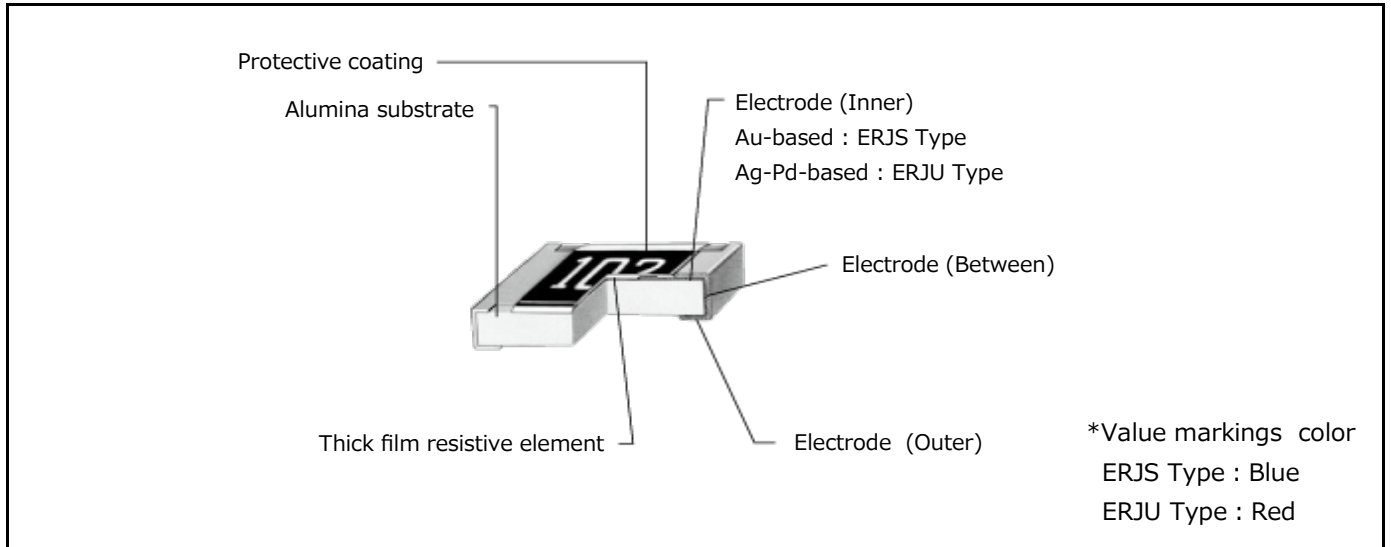 Protective coating
Alumina substrate
Electrode (Inner)
Au-based : ERJS Type
Ag-Pd-based : ERJU Type
102
Electrode (Between)
Thick film resistive element
Electrode (Outer)
*Value markings color
ERJS Type : Blue
ERJU Type : Red